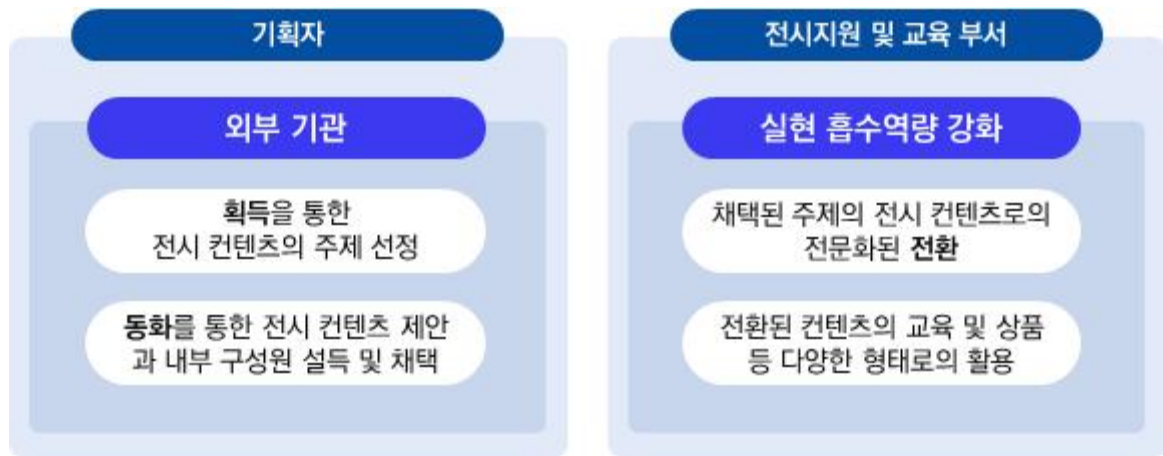 기획자
외부 기관
획득을 통한
전시 컨텐츠의 주제 선정
동화를 통한 전시 컨텐츠 제안
과 내부 구성원 설득 및 채택
전시지원 및 교육 부서
실현 흡수역량 강화
채택된 주제의 전시 컨텐츠로의
전문화된 전환
전환된 컨텐츠의 교육 및 상품
등 다양한 형태로의 활용